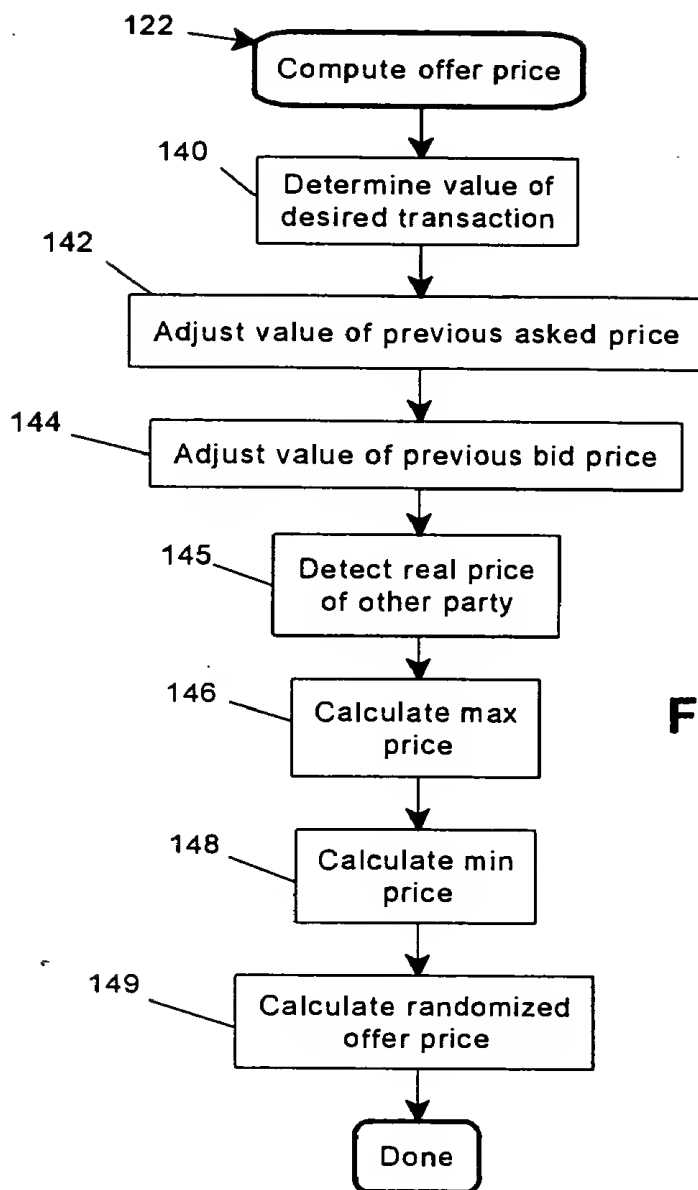 122
Compute offer price
140
Determine value of
desired transaction
142
Adjust value of previous asked price
144
Adjust value of previous bid price
145
Detect real price
of other party
146
Calculate max
price
F
148
Calculate min
price
149
Calculate randomized
offer price
Done